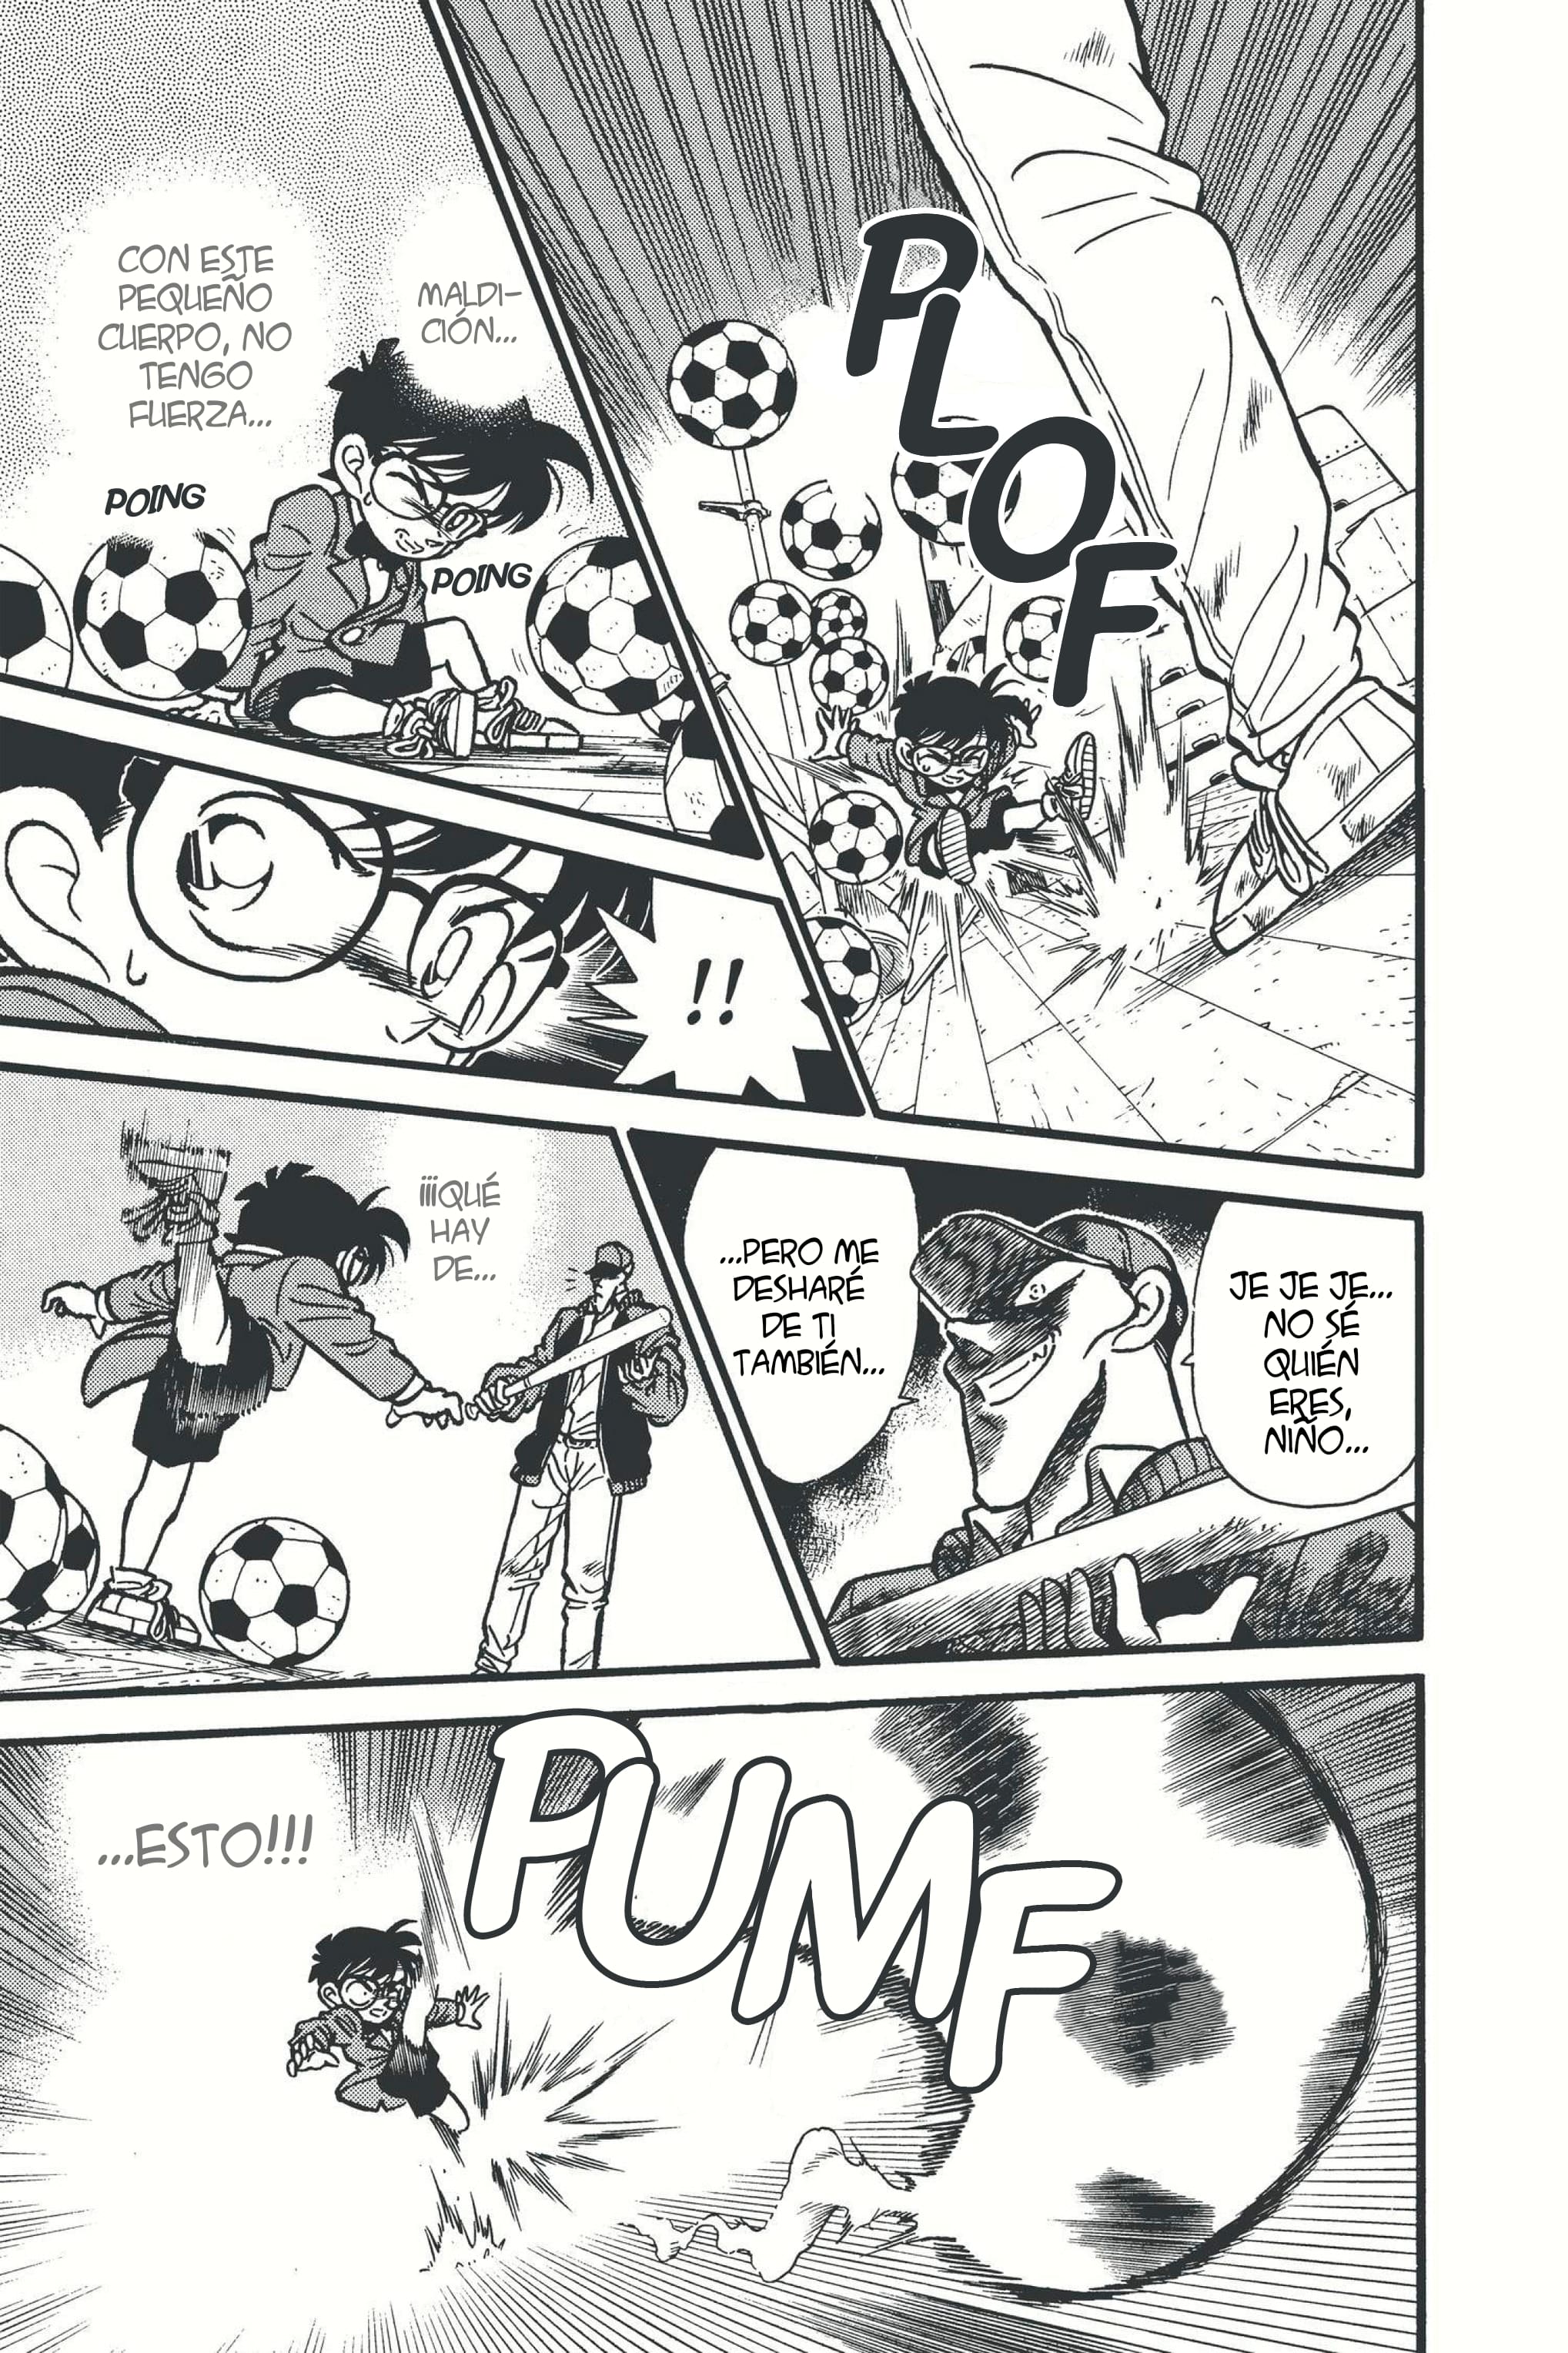 PLOF
MALDI-
CIÓN...
CON ESTE
PEQUEÑO
CUERPO, NO
TENGO
FUERZA...
POING
POING
!!
JE JE JE...
NO SÉ
QUIÉN
ERES,
NIÑO...
...PERO ME
DESHARÉ
DE TI
TAMBIÉN...
¡¡¡QUÉ
HAY
DE...
...ESTO!!!
PUMF